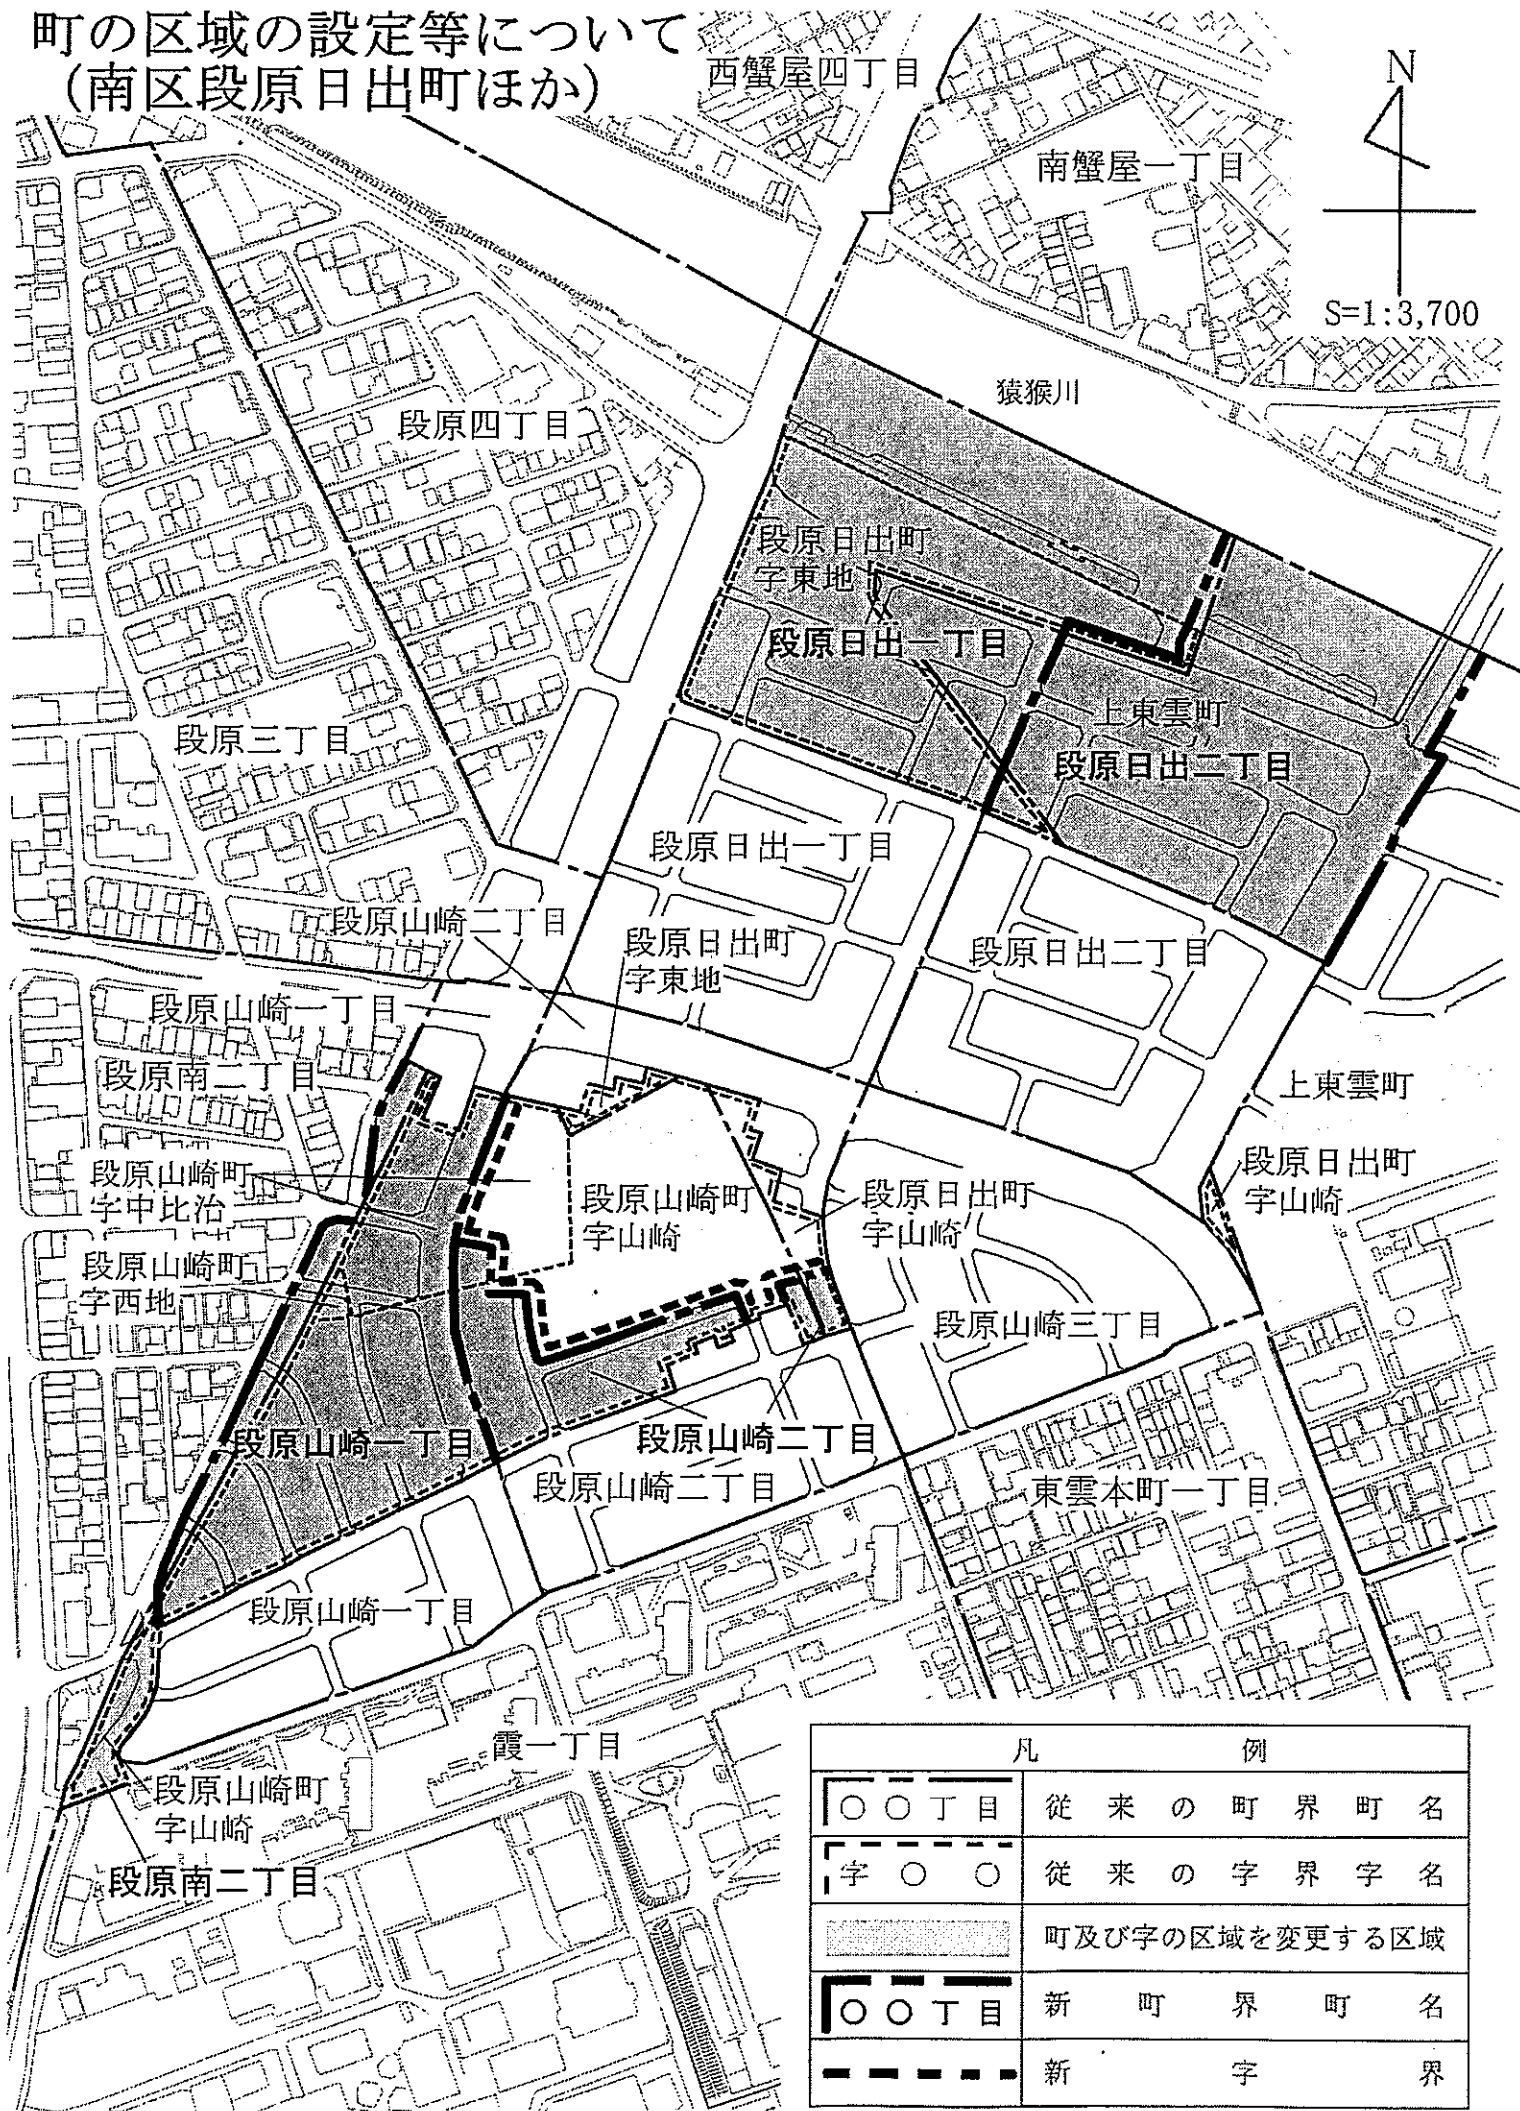 町の区域の設定等について
(南区段原日出町ほか)
西蟹屋四丁目
N
南蟹屋一丁目
S=1:3,700
猿猴川
段原四丁目
段原日出町
字東地
段原日出一丁目
上東雲町
段原日出二丁目
段原三丁目
段原日出一丁目
段原山崎二丁目
段原日出町
字東地
段原日出二丁目
段原山崎一丁目
段原南二丁目
上東雲町
段原日出町
字山崎
段原山崎町
字中比治
段原山崎町
字山崎
段原日出町
字山崎
段原山崎町
字西地
段原山崎三丁目
段原山崎一丁目
段原山崎二丁目
段原山崎二丁目
東雲本町一丁目
段原山崎一丁目
霞一丁目
段原山崎町
字山崎
段原南二丁目
凡例
○○丁目 従来の町界町名
字○○ 従来の字界字名
町及び字の区域を変更する区域
○○丁目 新町界町名
新字界